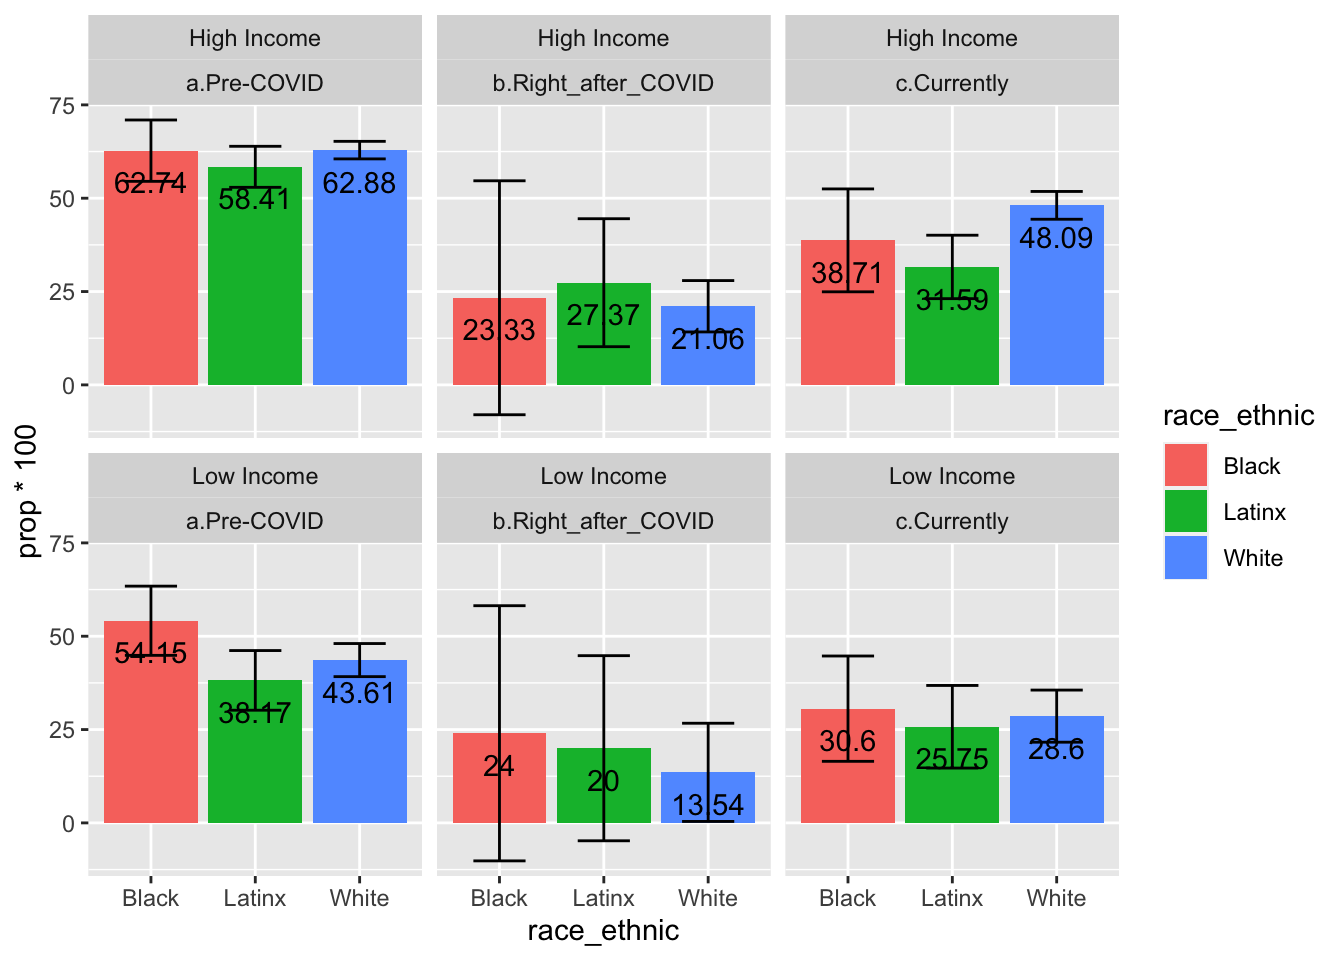 High Income
High Income
High Income
a.Pre-COVID
b.Right_after_COVID
c.Currently
75
50
25
0
62.74
58.41
62.88
23.33
27.37
21.06
38.71
31.59
48.09
prop * 100
Low Income
Low Income
Low Income
a.Pre-COVID
b.Right_after_COVID
c.Currently
75
50
25
0
54.15
38.17
43.61
24
20
13.54
30.6
25.75
28.6
Black
Latinx
White
Black
Latinx
White
Black
Latinx
White
race_ethnic
race_ethnic
Black
Latinx
White